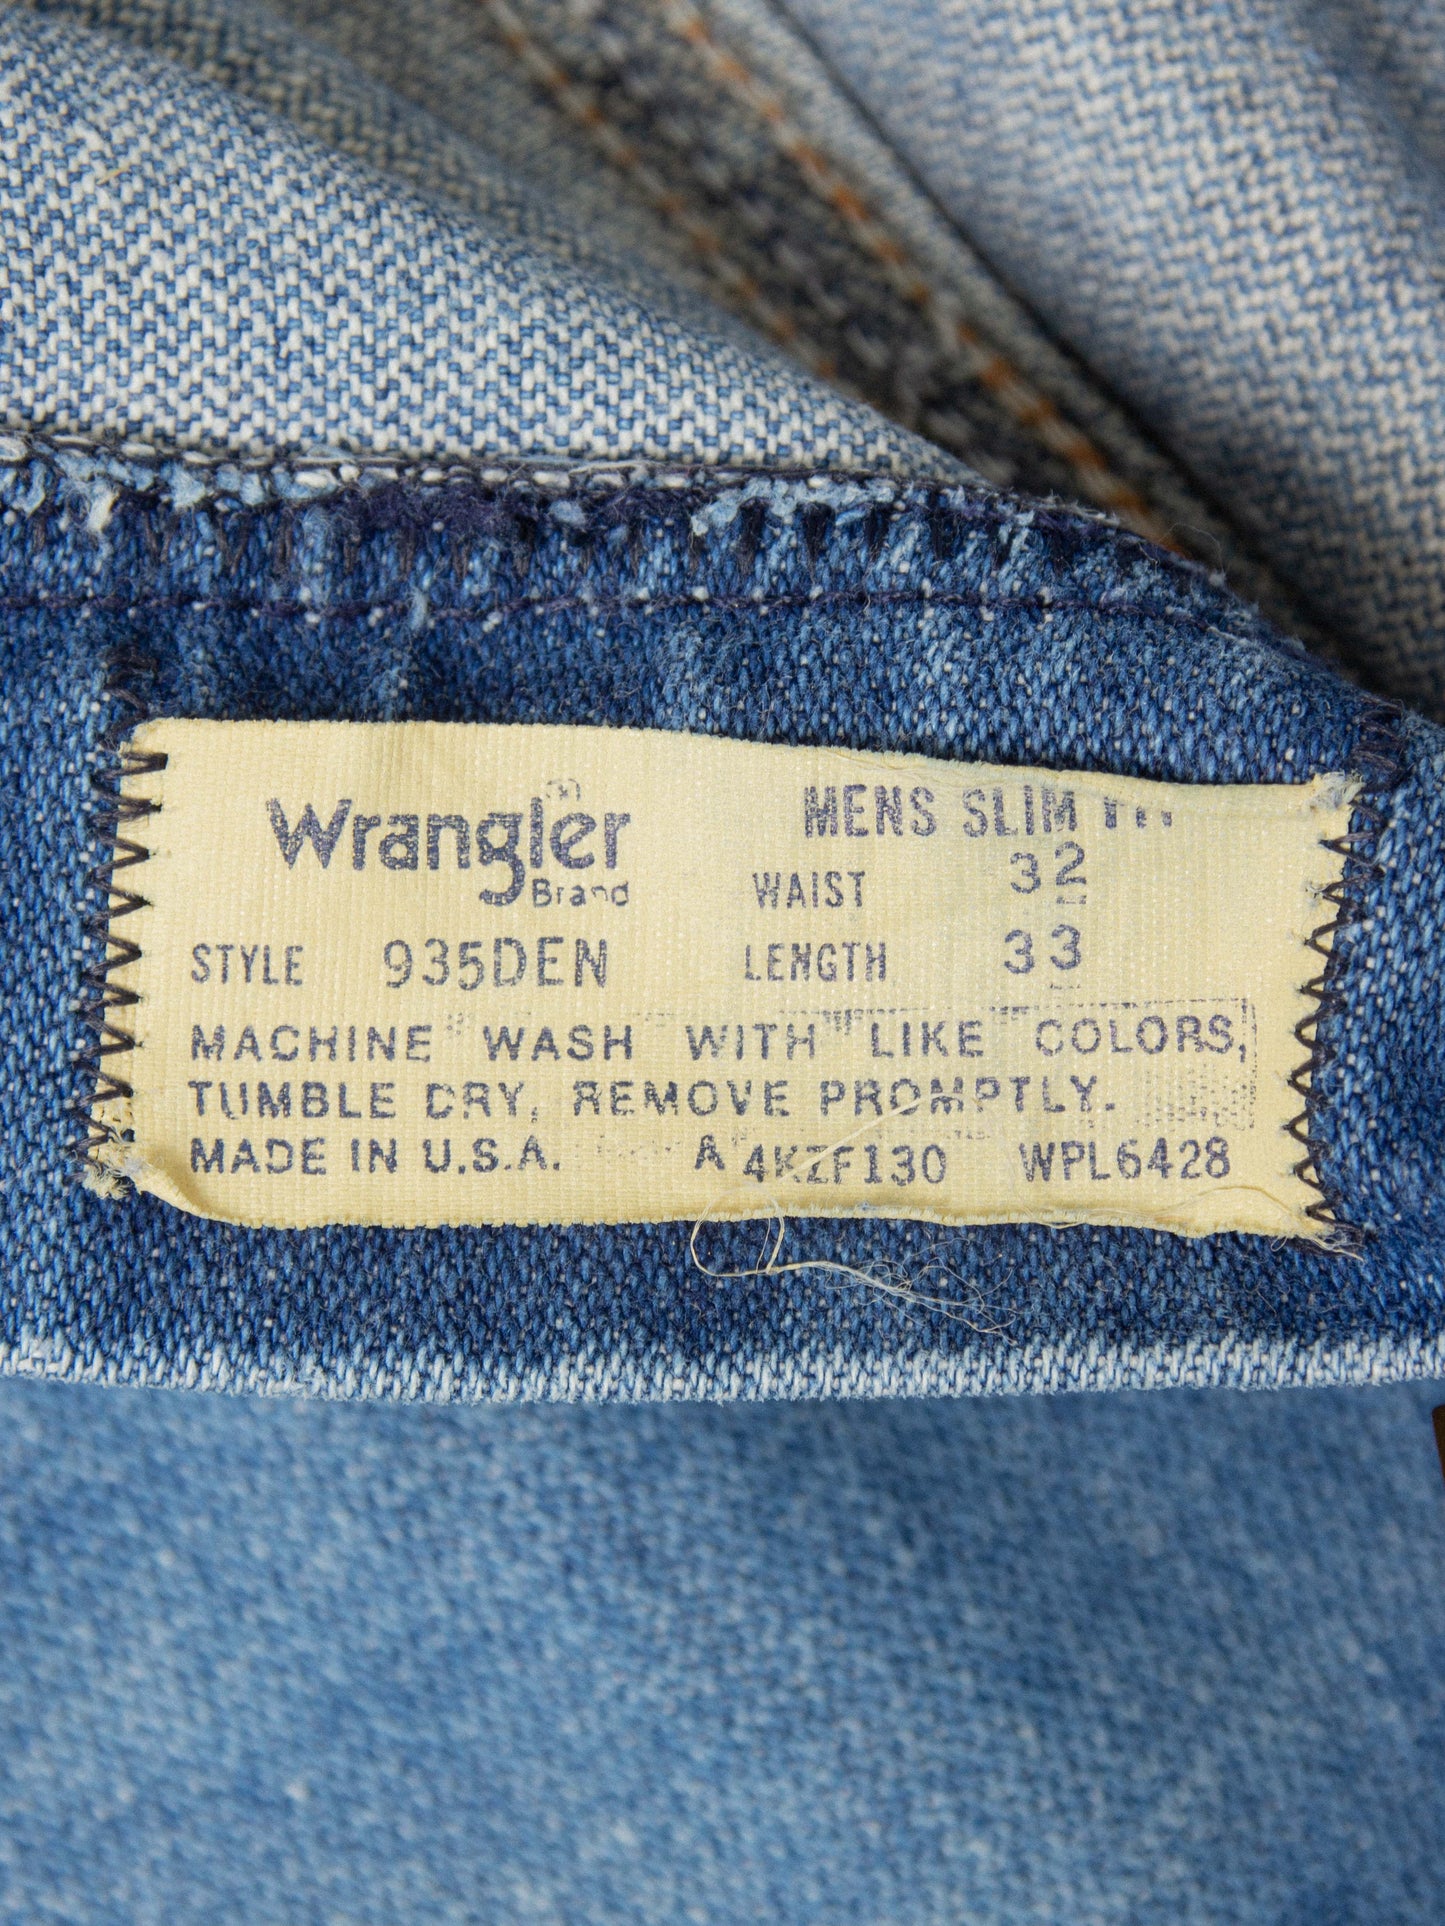 Wrangler ®
Brand
MENS SLIM FIT
WAIST 32
STYLE 935DEN
LENGTH 33
MACHINE WASH WITH LIKE COLORS,
TUMBLE DRY, REMOVE PROMPTLY.
MADE IN U.S.A. A 4KZF130 WPL6428